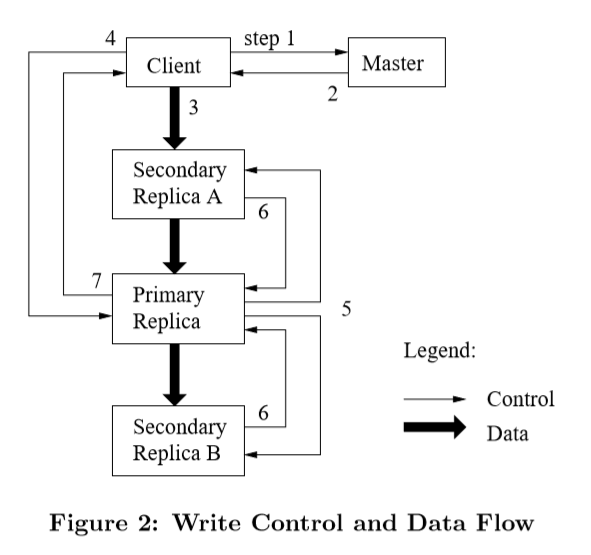 4
step 1
Client
Master
2
3
Secondary
Replica A
6
7
Primary
Replica
5
Legend:
Control
Data
6
Secondary
Replica B
Figure 2: Write Control and Data Flow